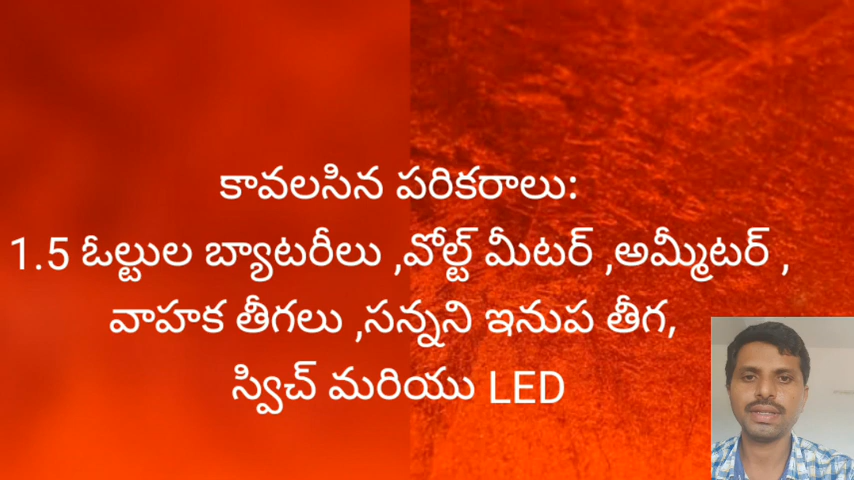 కావలసిన పరికరాలు:
1.5 ఓల్టుల బ్యాటరీలు ,వోల్ట్ మీటర్ ,అమ్మీటర్ ,
వాహక తీగలు ,సన్నని ఇనుప తీగ,
స్విచ్ మరియు LED